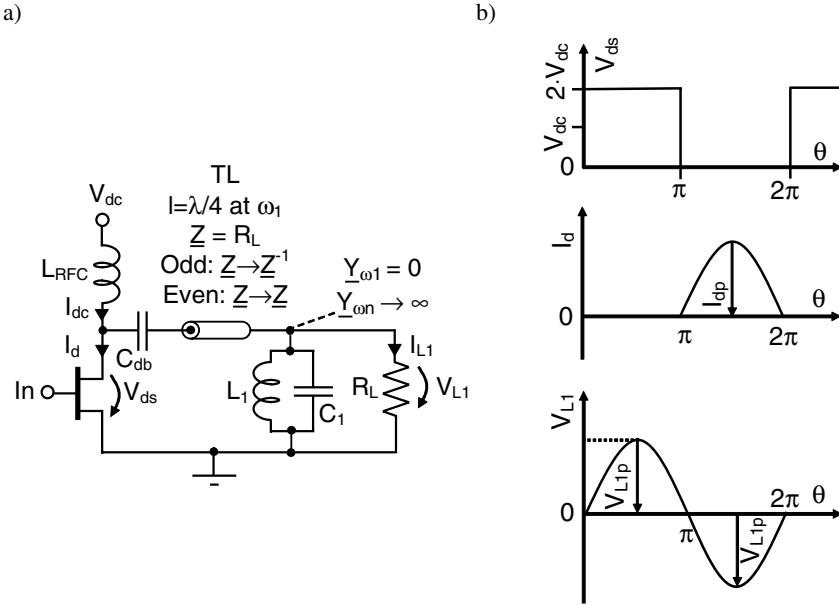 a)
TL
l=λ/4 at ω1
Z = RL
Odd: Z→Z-1
Even: Z→Z
Vdc
LRFC
Idc
Id
Cdb
In
Vds
Yω1 = 0
Yωn → ∞
L1
C1
RL
IL1
VL1
b)
Vds
2·Vdc
Vdc
0
π
2π
θ
Id
Idp
0
π
2π
θ
VL1
VL1p
0
π
2π
θ
VL1p